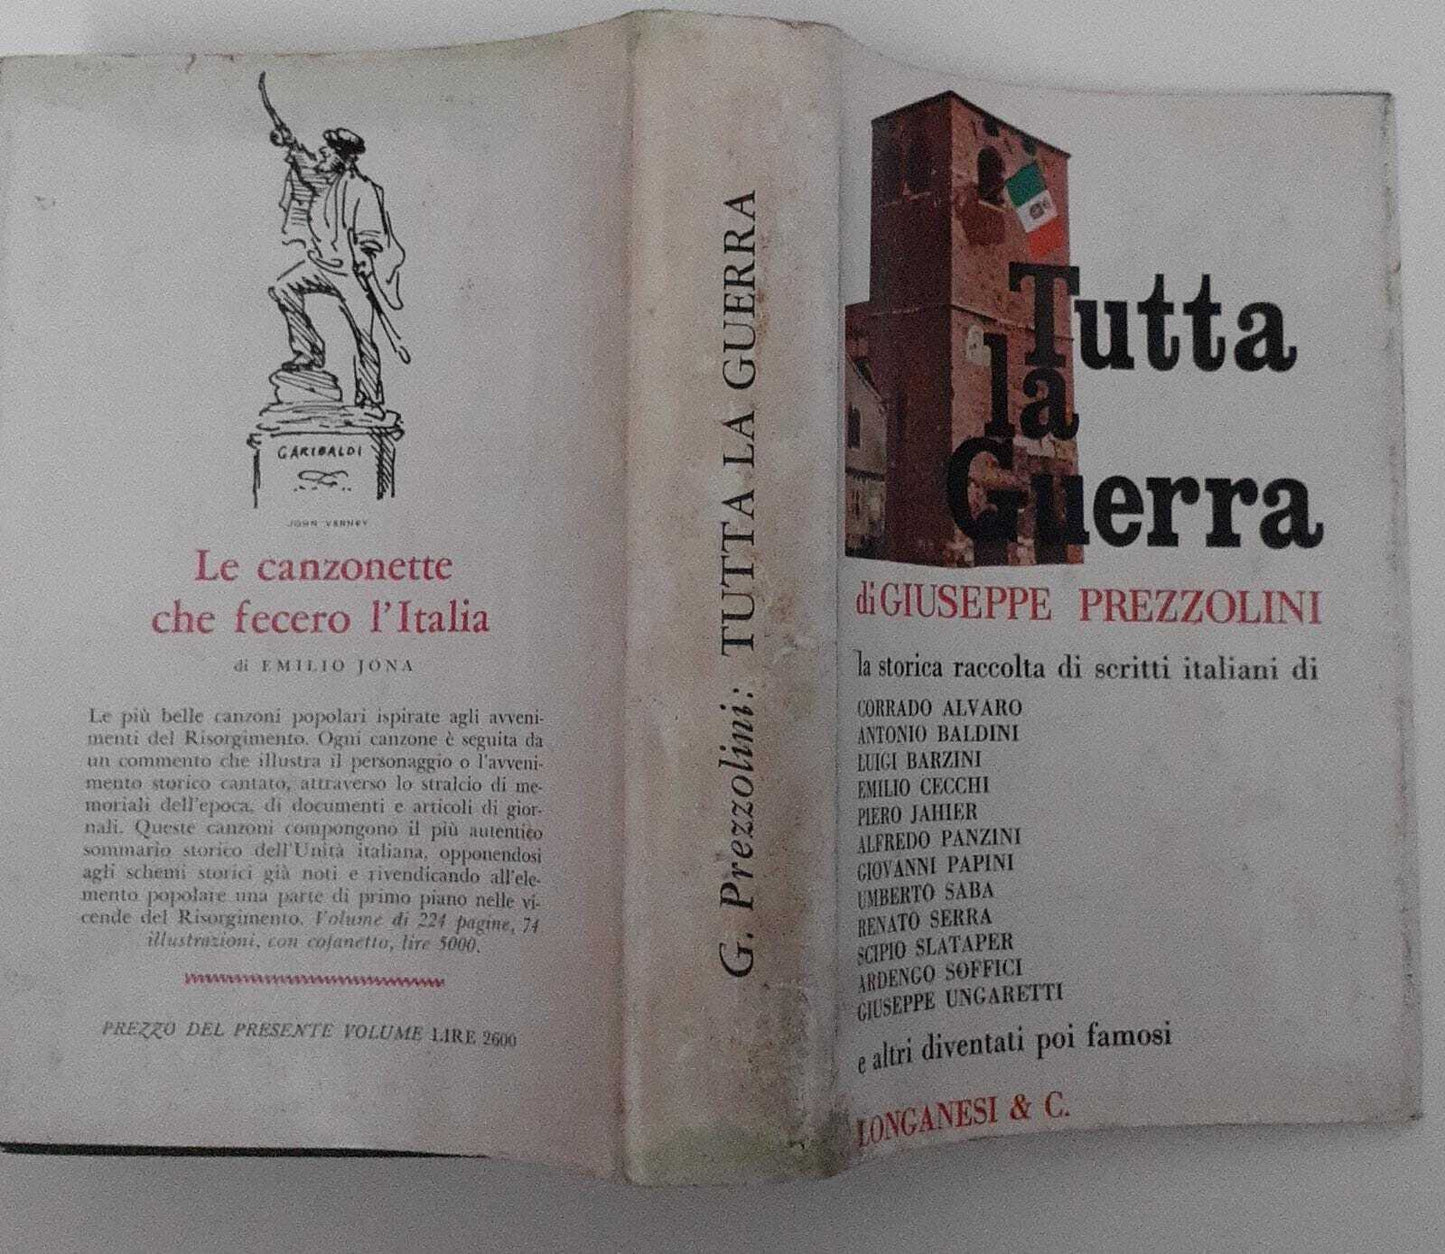 GARIBALDI
JOHN VERNEY
Le canzonette
che fecero l'Italia
di EMILIO JONA
Le più belle canzoni popolari ispirate agli avveni-
menti del Risorgimento. Ogni canzone è seguita da
un commento che illustra il personaggio o l'avveni-
mento storico cantato, attraverso lo stralcio di me-
moriali dell'epoca, di documenti e articoli di gior-
nali. Queste canzoni compongono il più autentico
sommario storico dell'Unità italiana, opponendosi
agli schemi storici già noti e rivendicando all'ele-
mento popolare una parte di primo piano nelle vi-
cende del Risorgimento. Volume di 224 pagine, 74
illustrazioni, con cofanetto, lire 5000.
PREZZO DEL PRESENTE VOLUME LIRE 2600
G. Prezzolini: TUTTA LA GUERRA
Tutta
la
Guerra
di GIUSEPPE PREZZOLINI
la storica raccolta di scritti italiani di
CORRADO ALVARO
ANTONIO BALDINI
LUIGI BARZINI
EMILIO CECCHI
PIERO JAHIER
ALFREDO PANZINI
GIOVANNI PAPINI
UMBERTO SABA
RENATO SERRA
SCIPIO SLATAPER
ARDENGO SOFFICI
GIUSEPPE UNGARETTI
e altri diventati poi famosi
LONGANESI & C.